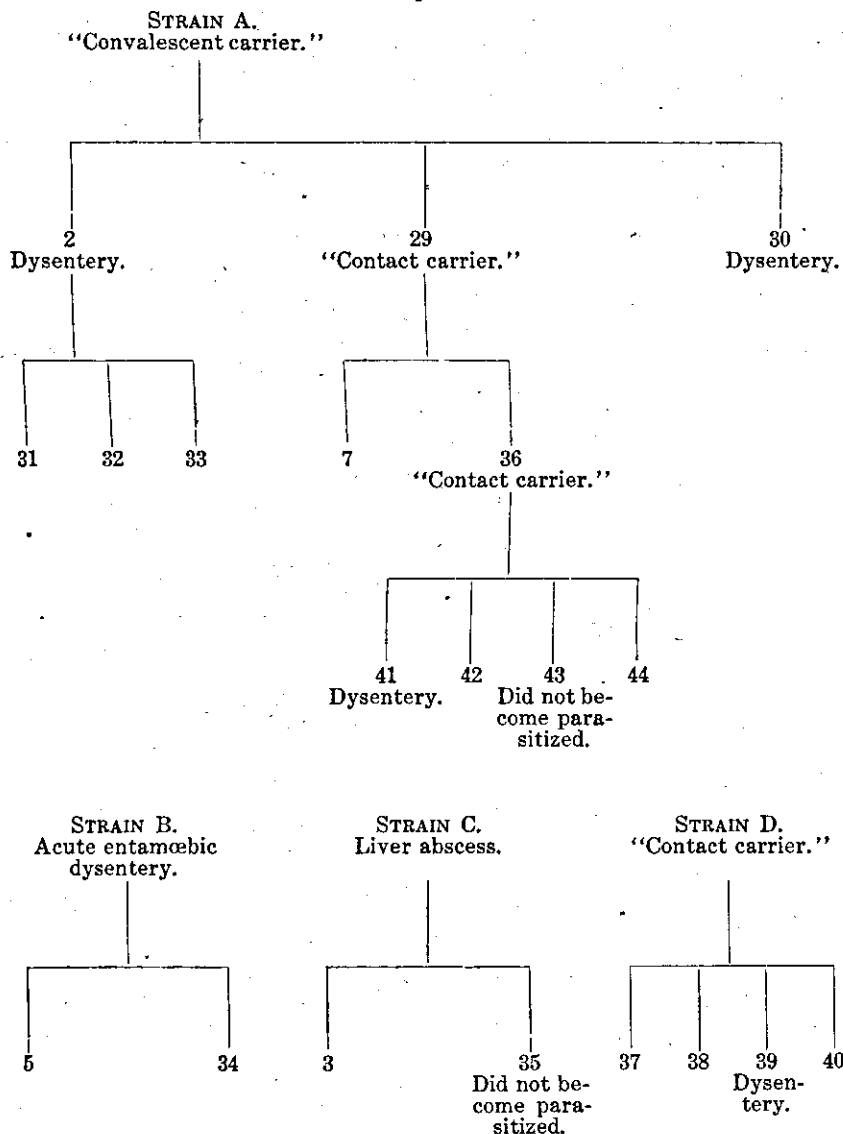 STRAIN A.
"Convalescent carrier."
2 29 30
Dysentery. "Contact carrier." Dysentery.
31 32 33 7 36
"Contact carrier."
41 42 43 44
Dysentery. Did not be-
come para-
sitized.
STRAIN B. STRAIN C. STRAIN D.
Acute entamœbic Liver abscess. "Contact carrier."
dysentery.
5 34 3 35 37 38 39 40
Did not be- Dysen-
come para- tery.
sitized.